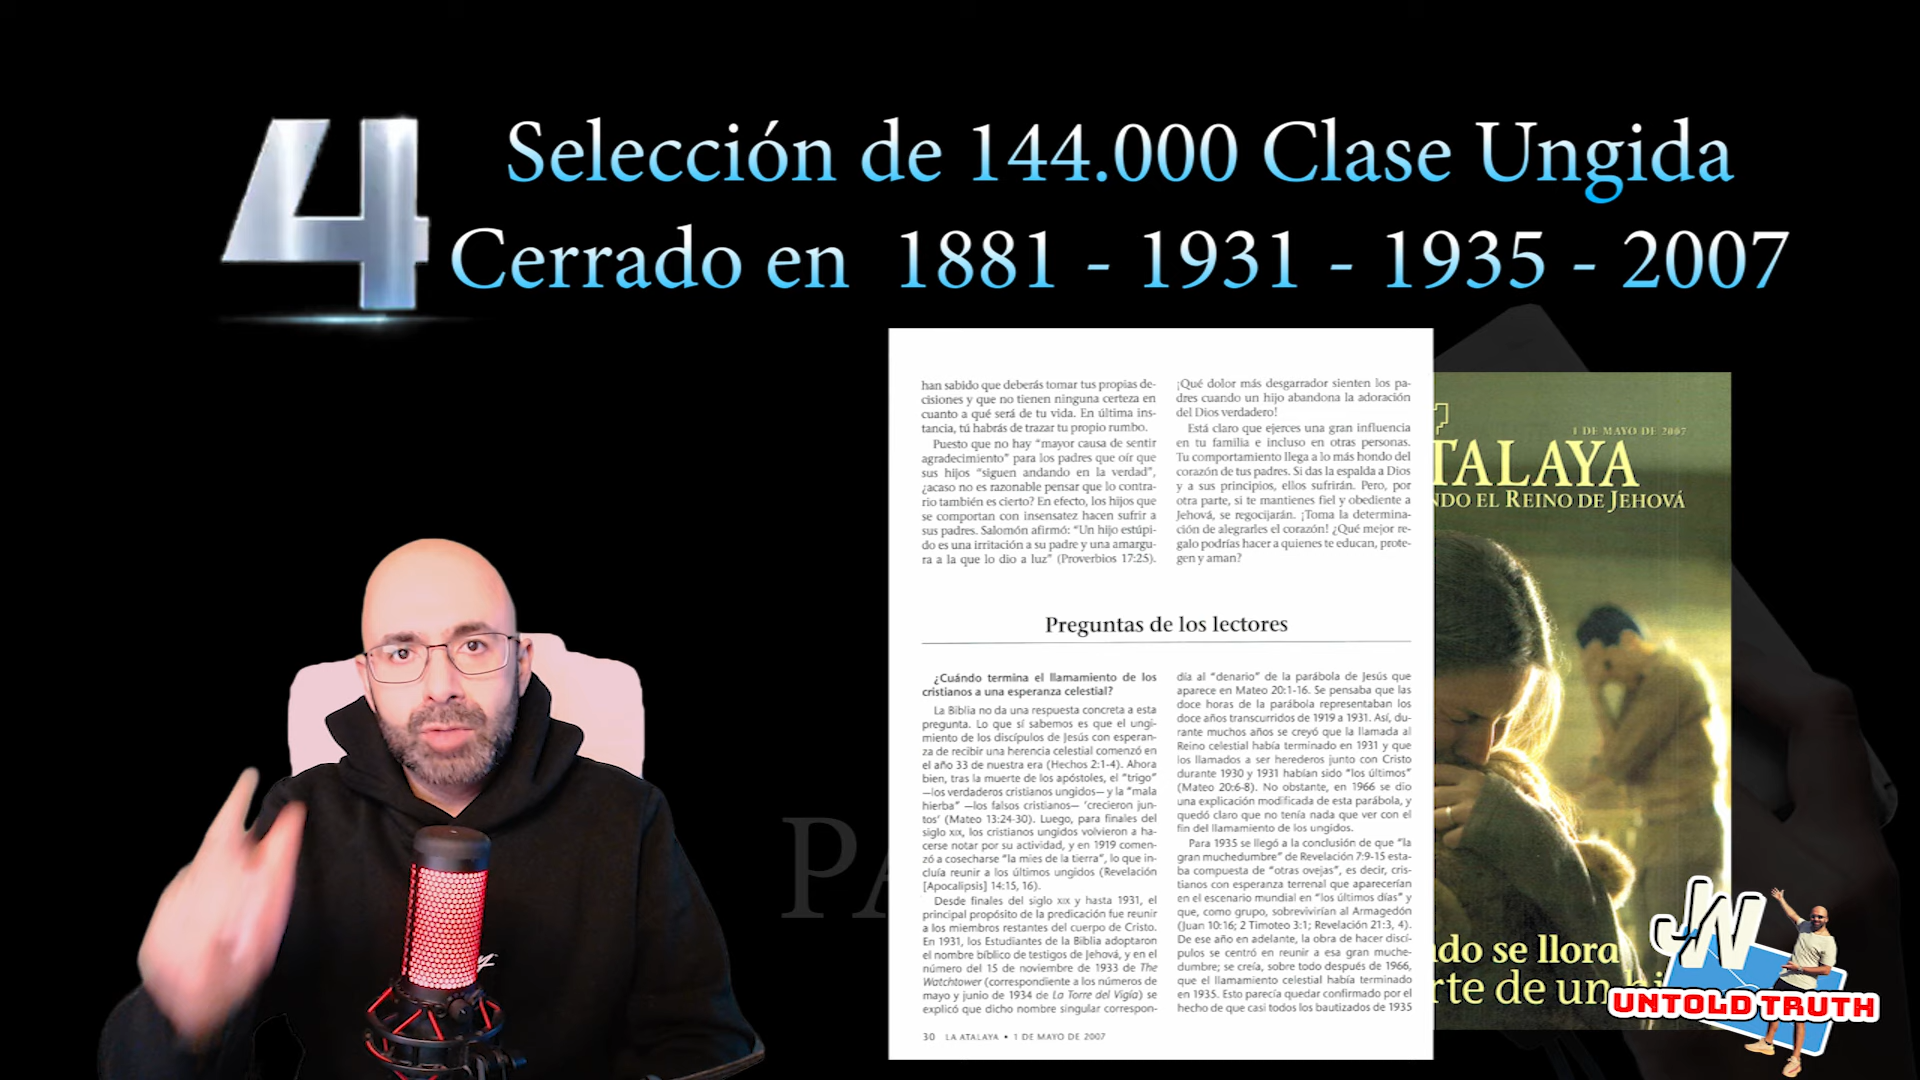 4
Selección de 144.000 Clase Ungida
Cerrado en 1881 - 1931 - 1935 - 2007
han sabido que deberás tomar tus propias de-
cisiones y que no tienen ninguna certeza en
cuanto a qué será de tu vida. En última ins-
tancia, tú habrás de trazar tu propio rumbo.
Puesto que no hay “mayor causa de sentir
agradecimiento” para los padres que oír que
sus hijos “siguen andando en la verdad”,
¿acaso no es razonable pensar que lo contra-
rio también es cierto? En efecto, los hijos que
se comportan con insensatez hacen sufrir a
sus padres. Salomón afirmó: “Un hijo estúpi-
do es una irritación a su padre y una amargu-
ra a la que lo dio a luz” (Proverbios 17:25).
¡Qué dolor más desgarrador sienten los pa-
dres cuando un hijo abandona la adoración
del Dios verdadero!
Está claro que ejerces una gran influencia
en tu familia e incluso en otras personas.
Tu comportamiento llega a lo más hondo del
corazón de tus padres. Si das la espalda a Dios
y a sus principios, ellos sufrirán. Pero, por
otra parte, si te mantienes fiel y obediente a
Jehová, se regocijarán. ¡Toma la determina-
ción de alegrarles el corazón! ¿Qué mejor re-
galo podrías hacer a quienes te educan, prote-
gen y aman?
Preguntas de los lectores
¿Cuándo termina el llamamiento de los
cristianos a una esperanza celestial?
La Biblia no da una respuesta concreta a esta
pregunta. Lo que sí sabemos es que el ungi-
miento de los discípulos de Jesús con esperan-
za de recibir una herencia celestial comenzó en
el año 33 de nuestra era (Hechos 2:1-4). Ahora
bien, tras la muerte de los apóstoles, el “trigo”
—los verdaderos cristianos ungidos— y la “mala
hierba” —los falsos cristianos— ‘crecieron jun-
tos’ (Mateo 13:24-30). Luego, para finales del
siglo XIX, los cristianos ungidos volvieron a ha-
cerse notar por su actividad, y en 1919 comen-
zó a cosecharse “la mies de la tierra”, lo que in-
cluía reunir a los últimos ungidos (Revelación
[Apocalipsis] 14:15, 16).
Desde finales del siglo XIX y hasta 1931, el
principal propósito de la predicación fue reunir
a los miembros restantes del cuerpo de Cristo.
En 1931, los Estudiantes de la Biblia adoptaron
el nombre bíblico de testigos de Jehová, y en el
número del 15 de noviembre de 1933 de The
Watchtower (correspondiente a los números de
mayo y junio de 1934 de La Torre del Vigía) se
explicó que dicho nombre singular correspon-
día al “denario” de la parábola de Jesús que
aparece en Mateo 20:1-16. Se pensaba que las
doce horas de la parábola representaban los
doce años transcurridos de 1919 a 1931. Así, du-
rante muchos años se creyó que la llamada al
Reino celestial había terminado en 1931 y que
los llamados a ser herederos junto con Cristo
durante 1930 y 1931 habían sido “los últimos”
(Mateo 20:6-8). No obstante, en 1966 se dio
una explicación modificada de esta parábola, y
quedó claro que no tenía nada que ver con el
fin del llamamiento de los ungidos.
Para 1935 se llegó a la conclusión de que “la
gran muchedumbre” de Revelación 7:9-15 esta-
ba compuesta de “otras ovejas”, es decir, cris-
tianos con esperanza terrenal que aparecerían
en el escenario mundial en “los últimos días” y
que, como grupo, sobrevivirían al Armagedón
(Juan 10:16; 2 Timoteo 3:1; Revelación 21:3, 4).
De ese año en adelante, la obra de hacer discí-
pulos se centró en reunir a esa gran muche-
dumbre; se creía, sobre todo después de 1966,
que el llamamiento celestial había terminado
en 1935. Esto parecía quedar confirmado por el
hecho de que casi todos los bautizados de 1935
30 LA ATALAYA • 1 DE MAYO DE 2007
1 DE MAYO DE 2007
TALAYA
NDO EL REINO DE JEHOVÁ
ndo se llora
rte de un hi
PA
JW
UNTOLD TRUTH